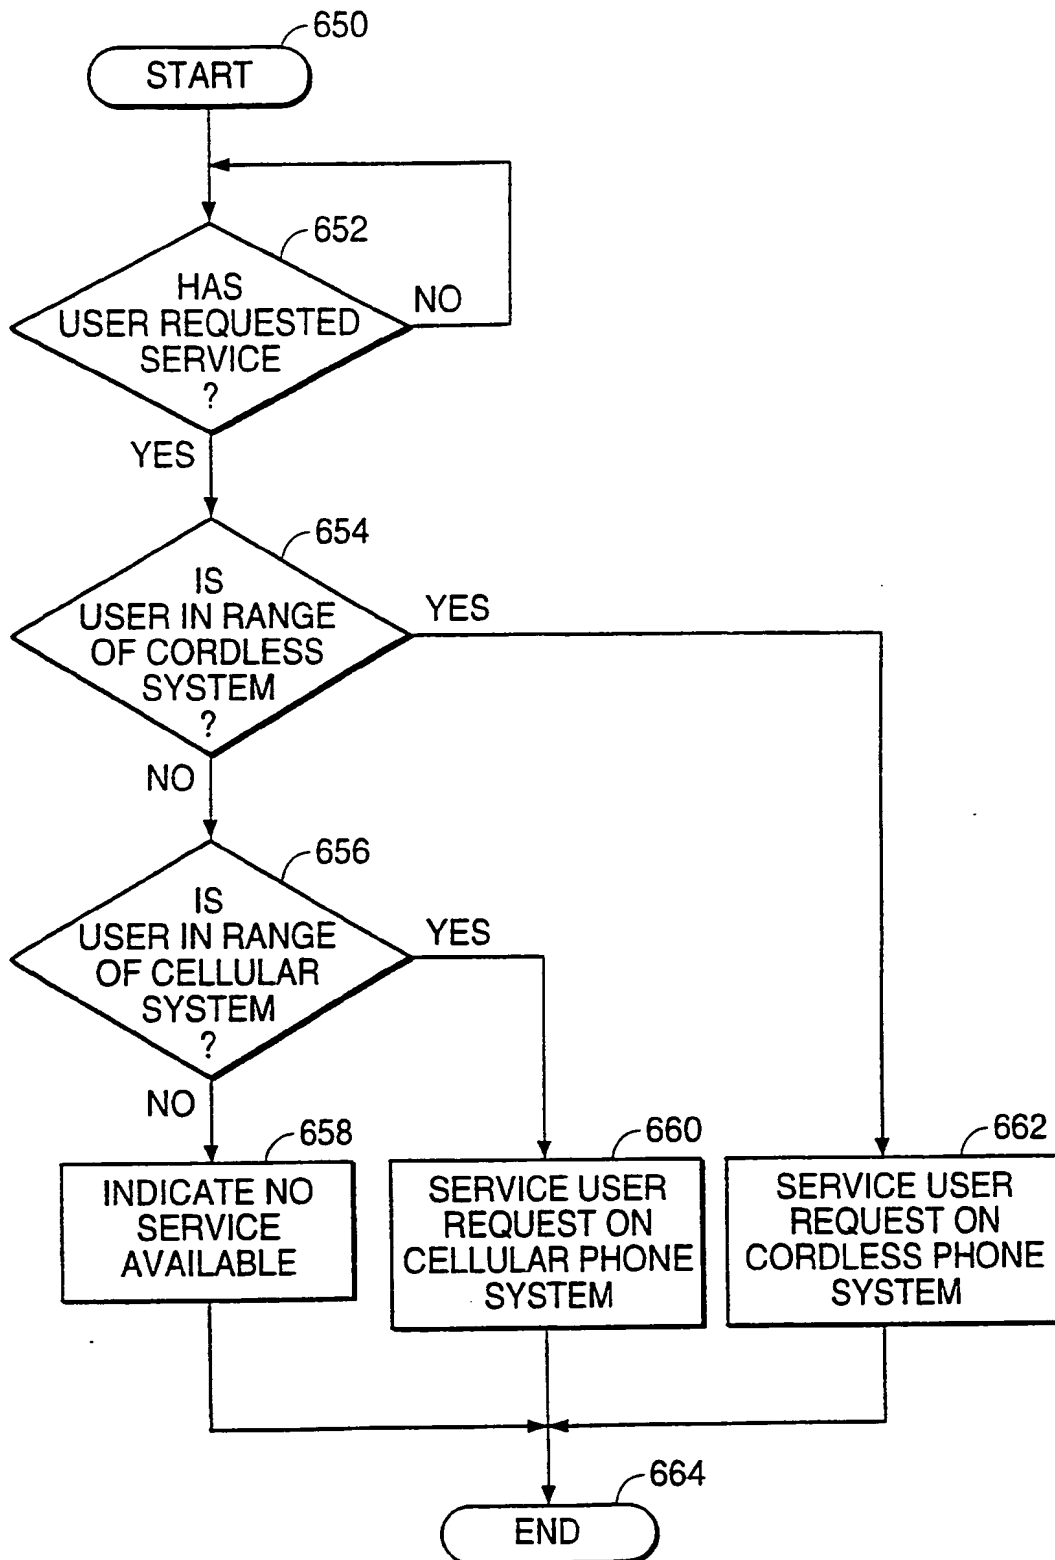 650
START
652
HAS
USER REQUESTED
SERVICE
?
NO
YES
654
IS
USER IN RANGE
OF CORDLESS
SYSTEM
?
YES
NO
656
IS
USER IN RANGE
OF CELLULAR
SYSTEM
?
YES
NO
658
INDICATE NO
SERVICE
AVAILABLE
660
SERVICE USER
REQUEST ON
CELLULAR PHONE
SYSTEM
662
SERVICE USER
REQUEST ON
CORDLESS PHONE
SYSTEM
664
END